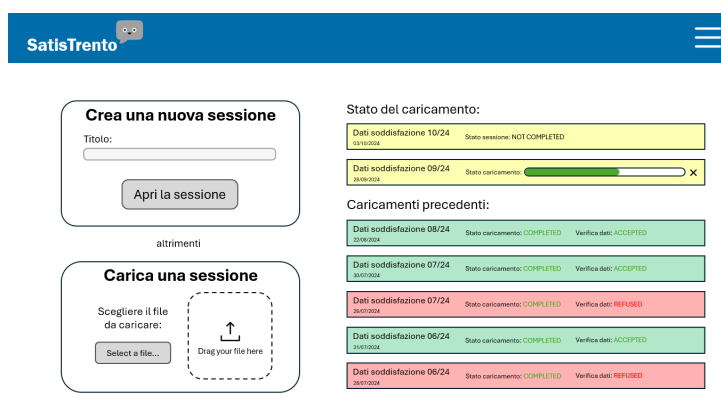 SatisTrento
Crea una nuova sessione
Titolo:
Apri la sessione
altrimenti
Carica una sessione
Scegliere il file
da caricare:
Select a file...
Drag your file here
Stato del caricamento:
Dati soddisfazione 10/24
03/10/2024
Stato sessione: NOT COMPLETED
Dati soddisfazione 09/24
28/09/2024
Stato caricamento:
Caricamenti precedenti:
Dati soddisfazione 08/24
22/08/2024
Stato caricamento: COMPLETED
Verifica dati: ACCEPTED
Dati soddisfazione 07/24
30/07/2024
Stato caricamento: COMPLETED
Verifica dati: ACCEPTED
Dati soddisfazione 07/24
26/07/2024
Stato caricamento: COMPLETED
Verifica dati: REFUSED
Dati soddisfazione 06/24
31/07/2024
Stato caricamento: COMPLETED
Verifica dati: ACCEPTED
Dati soddisfazione 06/24
28/07/2024
Stato caricamento: COMPLETED
Verifica dati: REFUSED